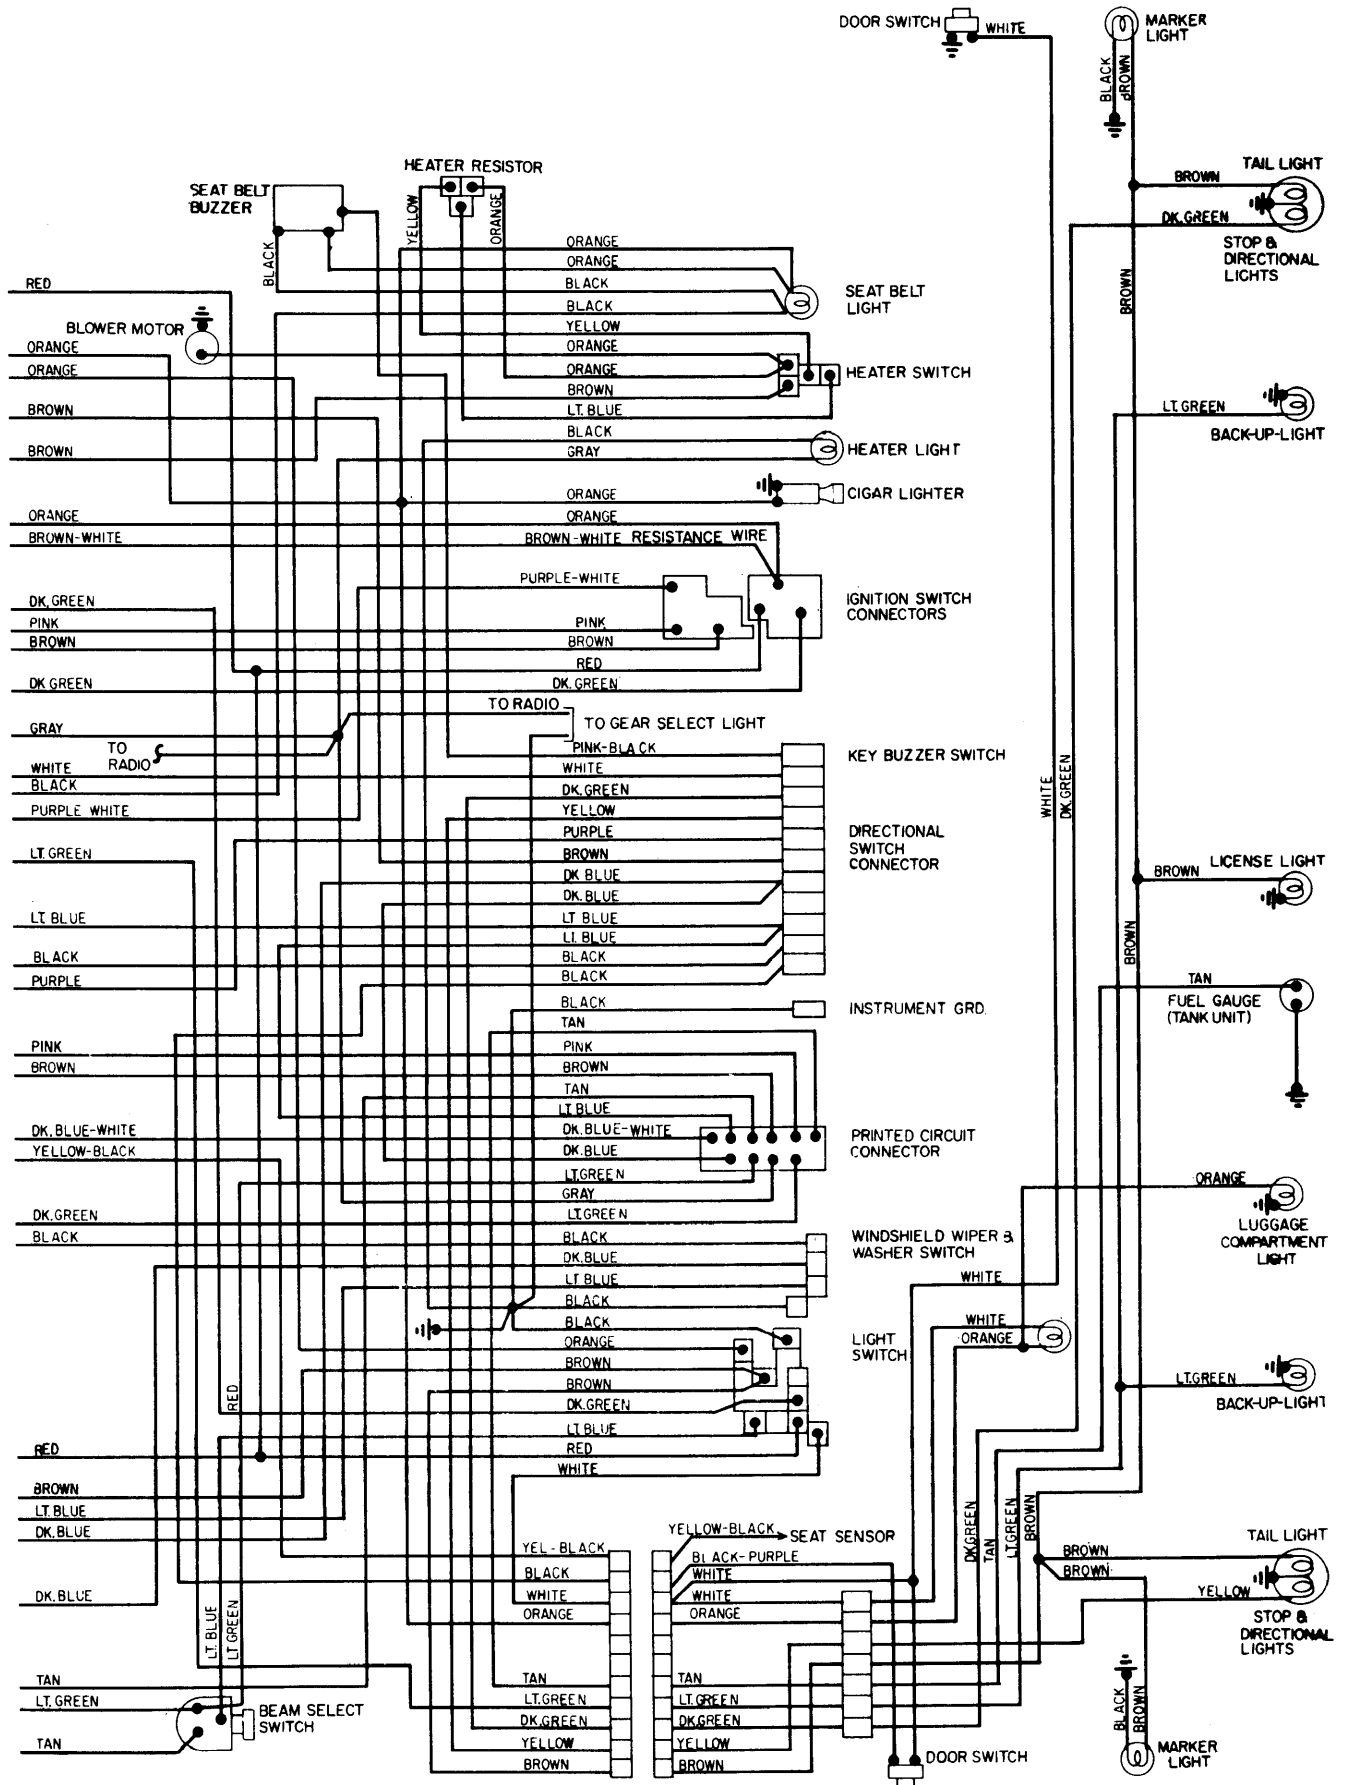 DOOR SWITCH
WHITE
MARKER
LIGHT
BLACK
BROWN
HEATER RESISTOR
SEAT BELT
BUZZER
YELLOW
ORANGE
BLACK
TAIL LIGHT
BROWN
DK.GREEN
STOP &
DIRECTIONAL
LIGHTS
BROWN
ORANGE
ORANGE
BLACK
BLACK
SEAT BELT
LIGHT
RED
BLOWER MOTOR
YELLOW
ORANGE
ORANGE
ORANGE
ORANGE
BROWN
HEATER SWITCH
BROWN
LT. BLUE
LT. GREEN
BACK-UP-LIGHT
BLACK
BROWN
GRAY
HEATER LIGHT
ORANGE
CIGAR LIGHTER
ORANGE
ORANGE
BROWN-WHITE
BROWN-WHITE RESISTANCE WIRE
PURPLE-WHITE
IGNITION SWITCH
CONNECTORS
DK.GREEN
PINK
PINK
BROWN
BROWN
RED
DK GREEN
DK. GREEN
TO RADIO
TO GEAR SELECT LIGHT
GRAY
TO
RADIO
PINK-BLACK
KEY BUZZER SWITCH
WHITE
WHITE
BLACK
DK.GREEN
PURPLE WHITE
YELLOW
PURPLE
DIRECTIONAL
SWITCH
CONNECTOR
WHITE
DK.GREEN
LT. GREEN
BROWN
DK BLUE
DK.BLUE
BROWN
LICENSE LIGHT
LT. BLUE
LT BLUE
LT. BLUE
BLACK
BLACK
BLACK
PURPLE
BROWN
BLACK
INSTRUMENT GRD.
TAN
TAN
FUEL GAUGE
(TANK UNIT)
PINK
PINK
BROWN
BROWN
TAN
LT BLUE
DK. BLUE-WHITE
DK.BLUE-WHITE
PRINTED CIRCUIT
CONNECTOR
YELLOW-BLACK
DK.BLUE
LT.GREEN
GRAY
DK.GREEN
LT.GREEN
ORANGE
LUGGAGE
COMPARTMENT
LIGHT
BLACK
BLACK
DK.BLUE
WINDSHIELD WIPER &
WASHER SWITCH
LT BLUE
WHITE
BLACK
BLACK
ORANGE
LIGHT
SWITCH
WHITE
ORANGE
BROWN
BROWN
DK.GREEN
RED
LT.GREEN
BACK-UP-LIGHT
LT BLUE
RED
RED
WHITE
BROWN
LT. BLUE
DK. BLUE
YELLOW-BLACK
SEAT SENSOR
DK.GREEN
TAN
LT.GREEN
BROWN
TAIL LIGHT
YEL-BLACK
BLACK-PURPLE
BLACK
WHITE
BROWN
BROWN
DK. BLUE
WHITE
WHITE
YELLOW
ORANGE
ORANGE
STOP &
DIRECTIONAL
LIGHTS
LT. BLUE
LT GREEN
TAN
TAN
TAN
LT. GREEN
LT.GREEN
LT GREEN
BEAM SELECT
SWITCH
DK.GREEN
DK.GREEN
BLACK
BROWN
TAN
YELLOW
YELLOW
BROWN
BROWN
DOOR SWITCH
MARKER
LIGHT